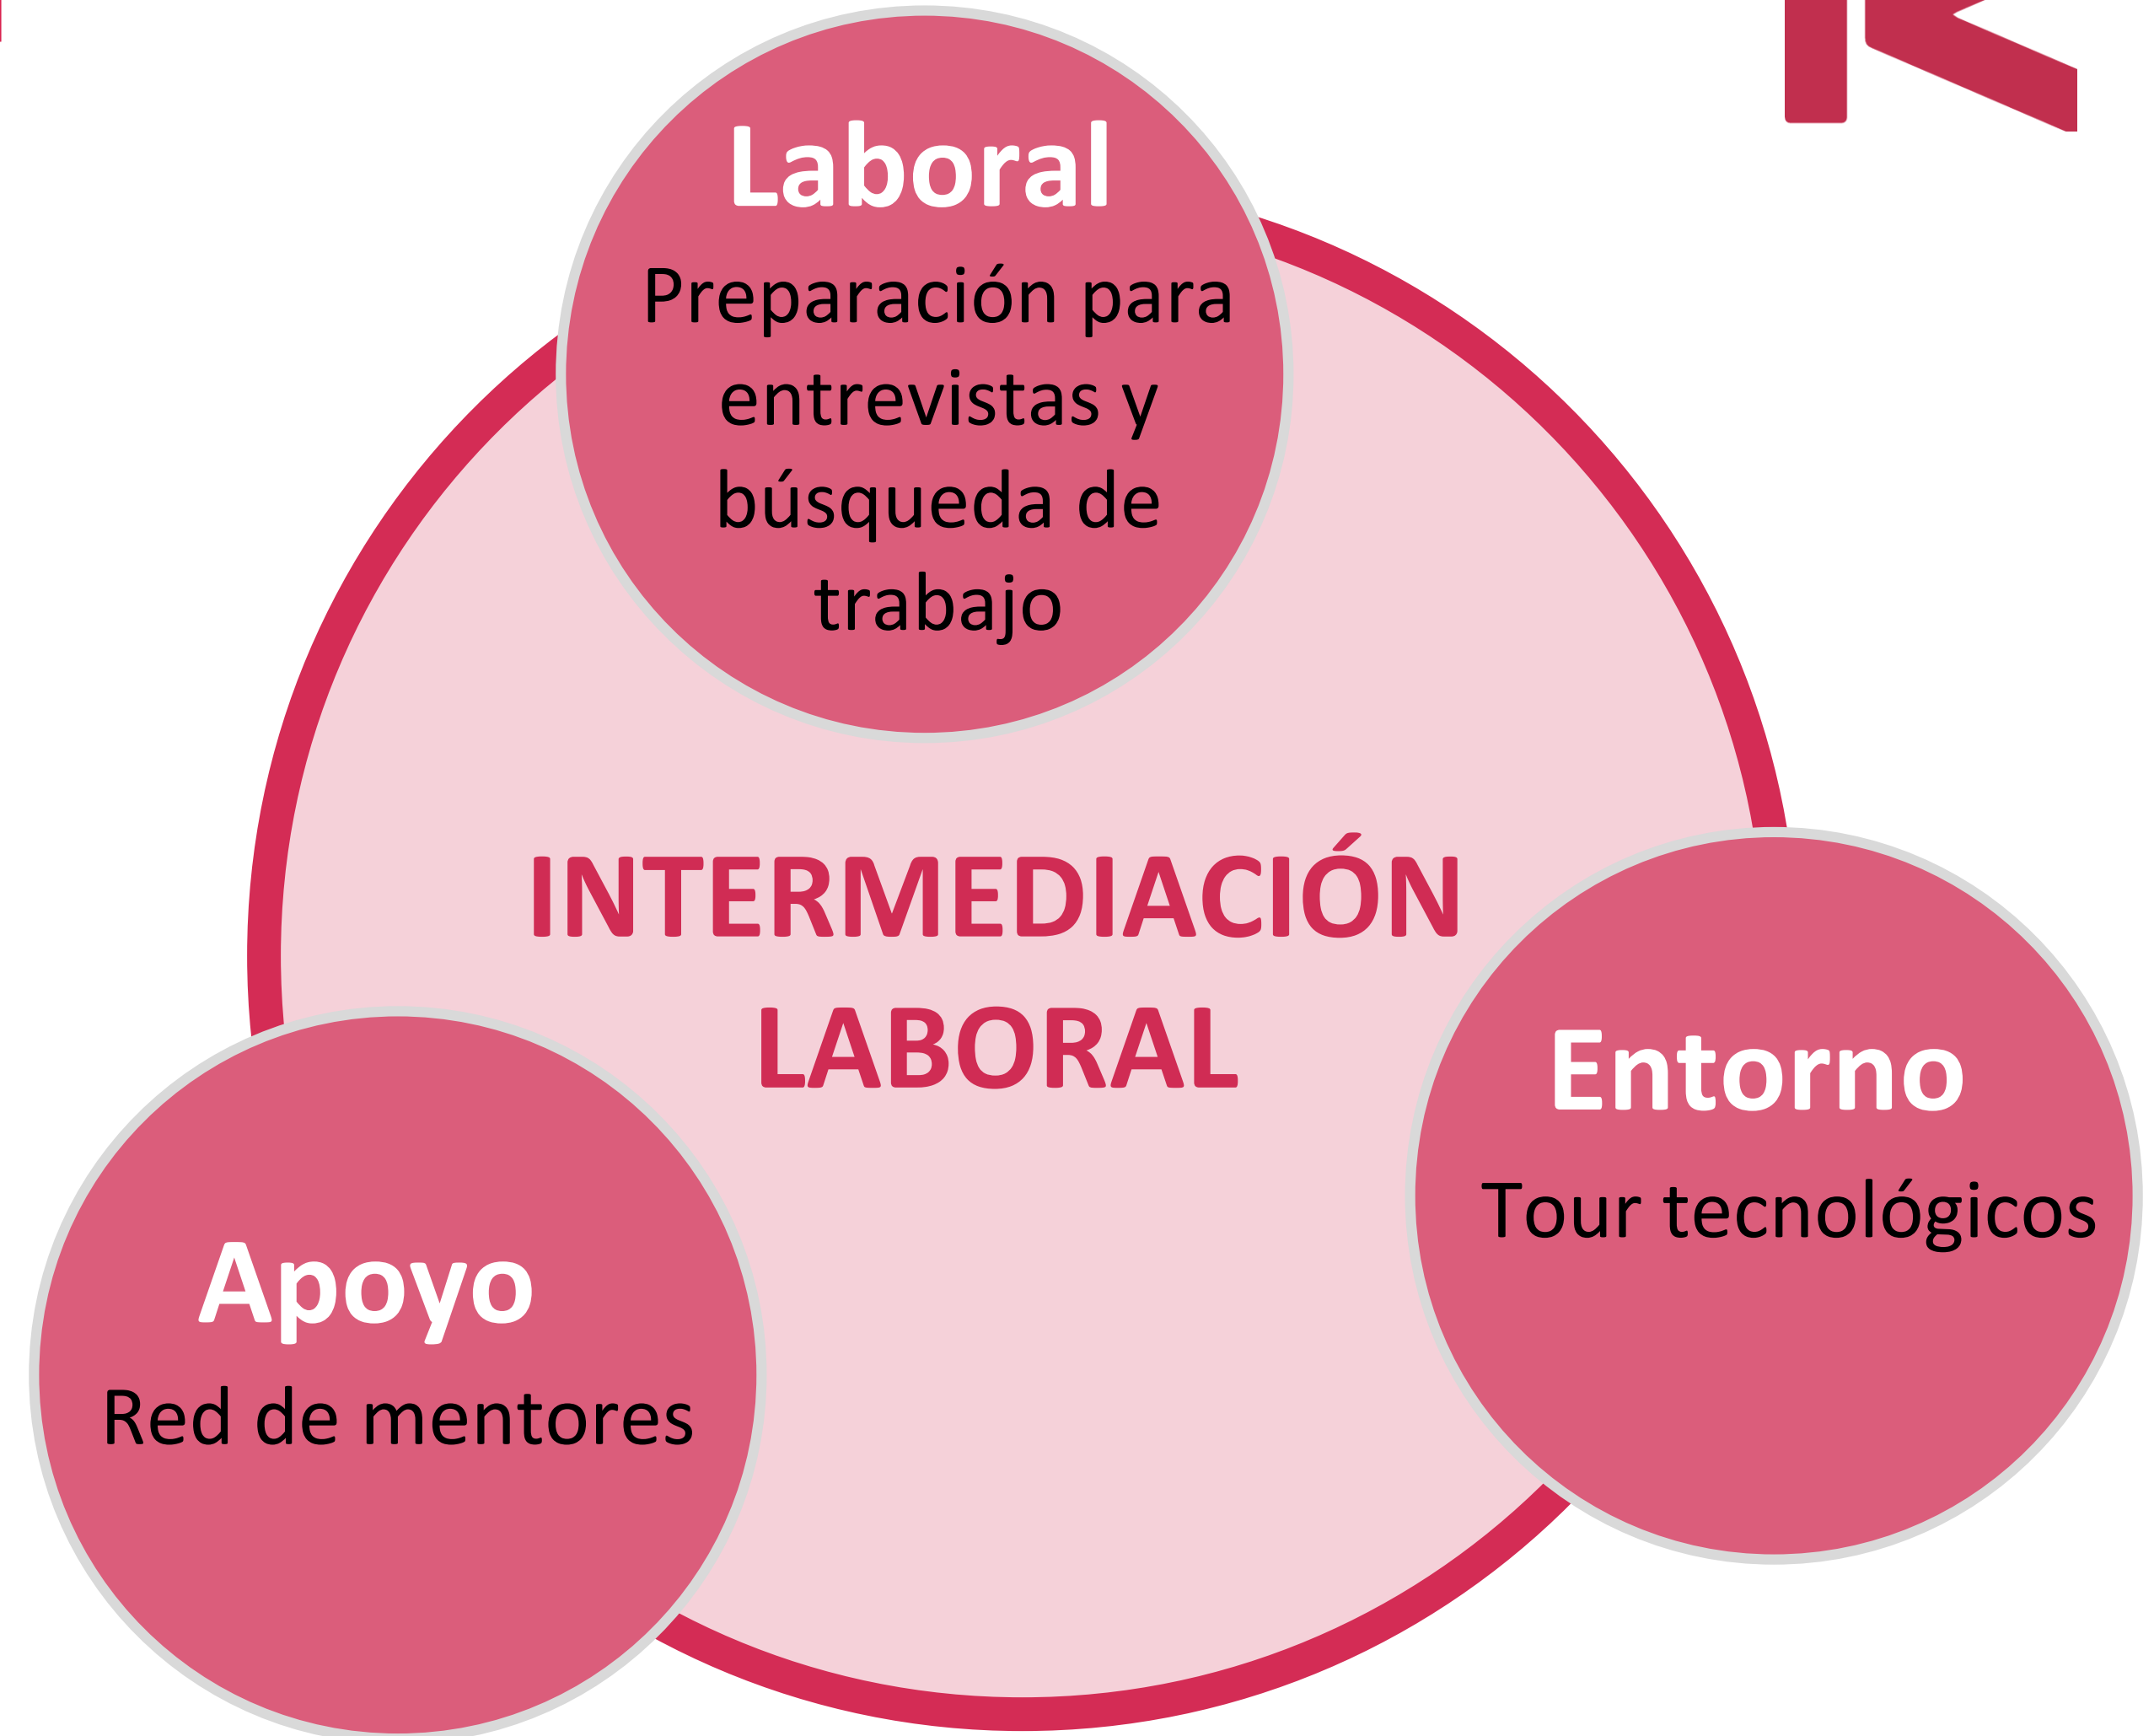 Laboral
Preparación para
entrevistas y
búsqueda de
trabajo
INTERMEDIACIÓN
LABORAL
Entorno
Tour tecnológicos
Apoyo
Red de mentores